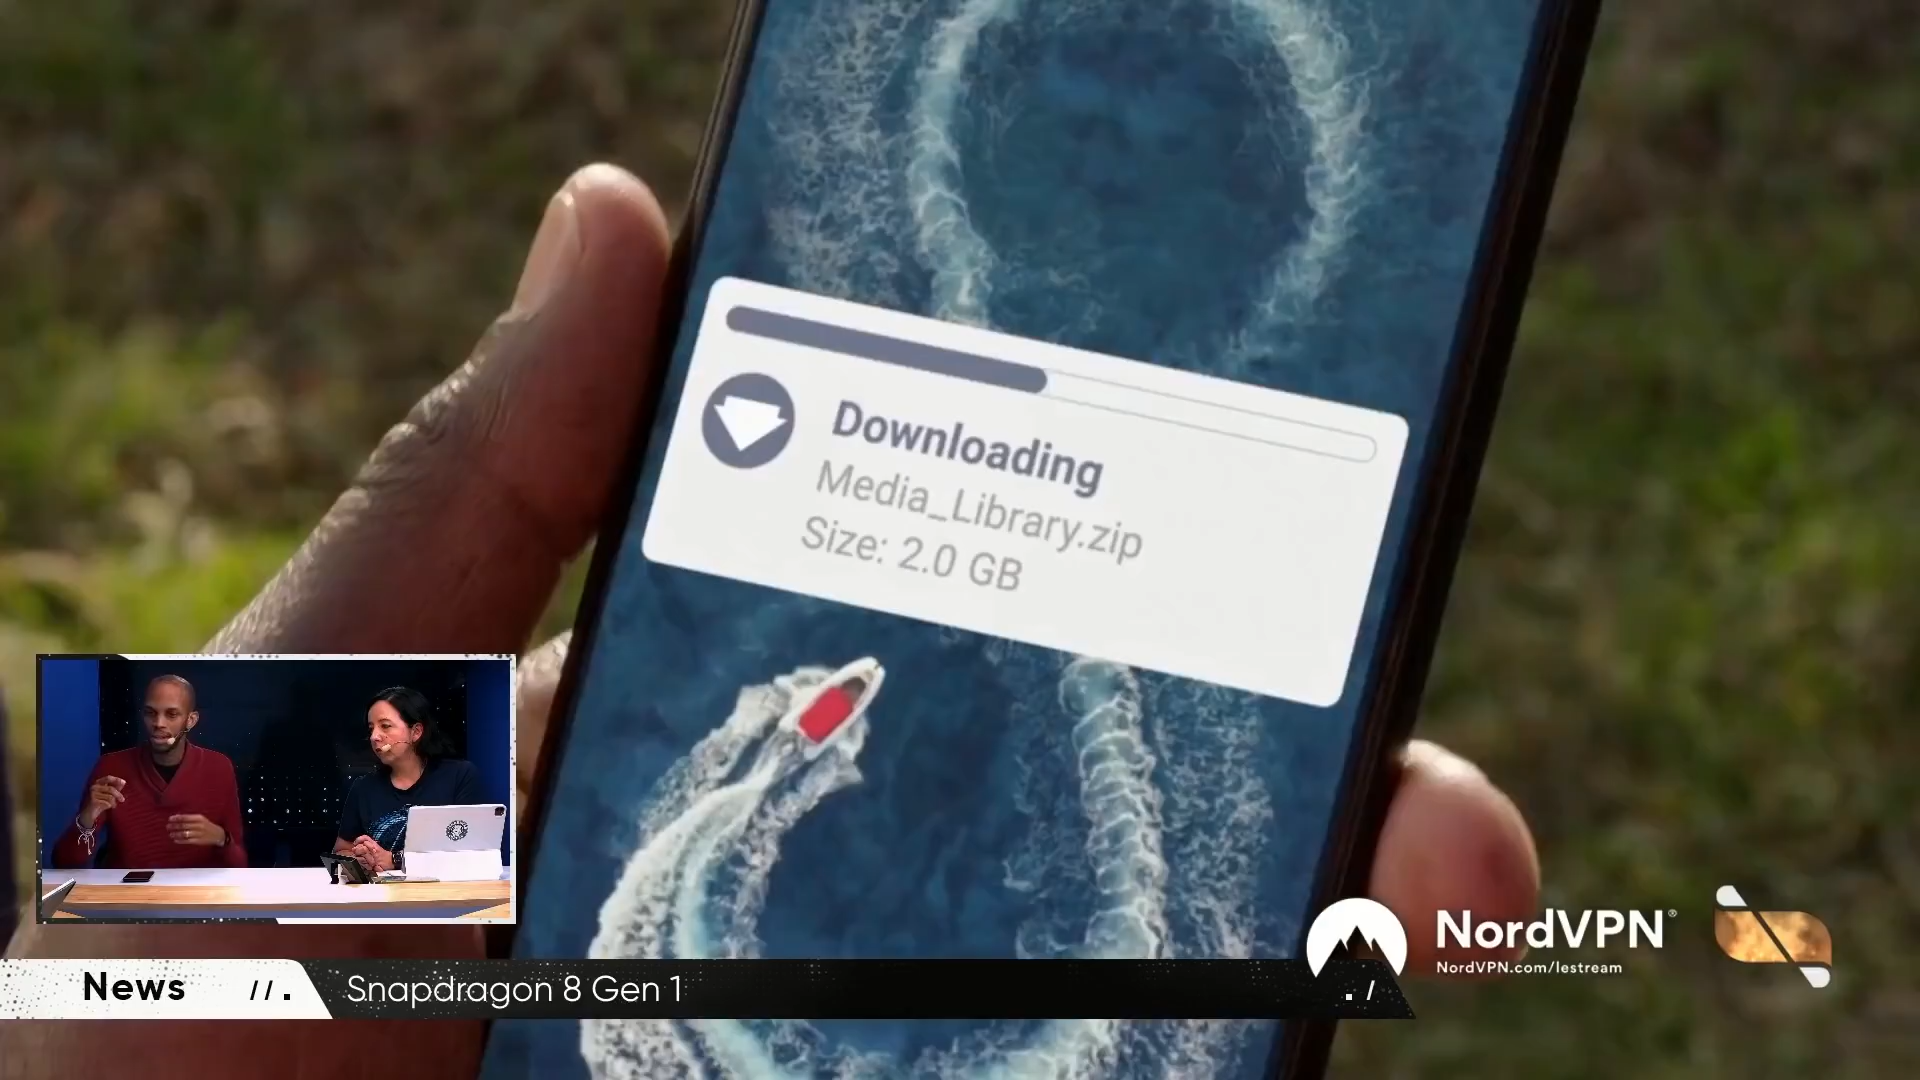 Downloading
Media_Library.zip
Size: 2.0 GB
NordVPN®
NordVPN.com/lestream
News //.
Snapdragon 8 Gen 1
. /